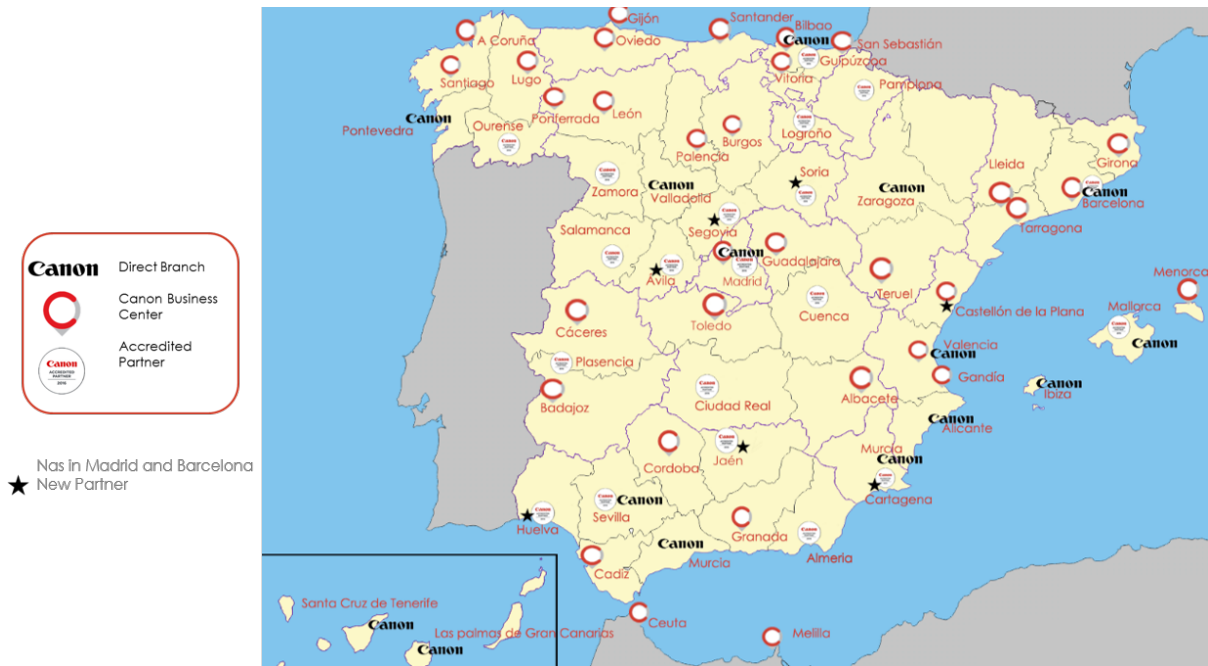 Gijón
Santander
Bilbao
A Coruña
Oviedo
Canon
San Sebastián
Santiago
Lugo
Vitoria
Guipúzcoa
Pamplona
Pontevedra
Canon
Ourense
Ponferrada
León
Palencia
Burgos
Logroño
Lleida
Girona
Zamora
Canon
Valladolid
Soria
Canon
Zaragoza
Canon
Barcelona
Tarragona
Salamanca
Segovia
Canon
Direct Branch
Canon Business
Center
Accredited
Partner
Canon
ACCREDITED
PARTNER
Avila
Canon
Madrid
Guadalajara
Teruel
Menorca
Cáceres
Toledo
Cuenca
Castellón de la Plana
Mallorca
Canon
Plasencia
Valencia
Canon
Badajoz
Ciudad Real
Albacete
Gandía
Canon
Ibiza
Canon
Alicante
Nas in Madrid and Barcelona
New Partner
Cordoba
Jaén
Murcia
Canon
Cartagena
Huelva
Canon
Sevilla
Granada
Almeria
Cadiz
Canon
Murcia
Santa Cruz de Tenerife
Canon
Las palmas de Gran Canarias
Canon
Ceuta
Melilla